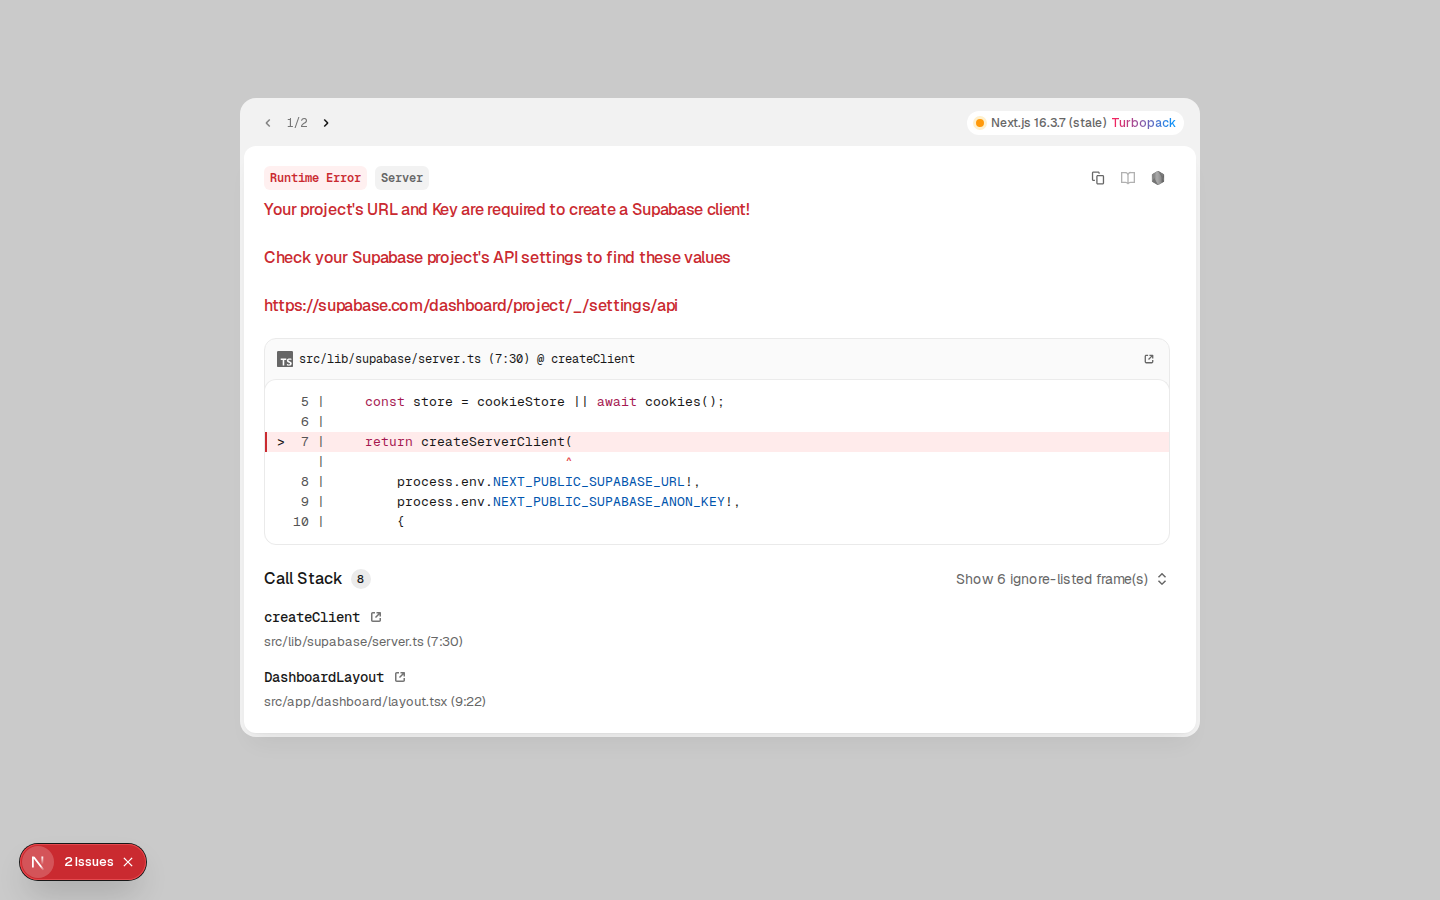 1/2
Next.js 16.3.7 (stale) Turbopack
Runtime Error Server
Your project's URL and Key are required to create a Supabase client!
Check your Supabase project's API settings to find these values
https://supabase.com/dashboard/project/_/settings/api
TS src/lib/supabase/server.ts (7:30) @ createClient
5 | const store = cookieStore || await cookies();
6 |
> 7 | return createServerClient(
| ^
8 | process.env.NEXT_PUBLIC_SUPABASE_URL!,
9 | process.env.NEXT_PUBLIC_SUPABASE_ANON_KEY!,
10 | {
Call Stack 8
Show 6 ignore-listed frame(s)
createClient
src/lib/supabase/server.ts (7:30)
DashboardLayout
src/app/dashboard/layout.tsx (9:22)
N 2 Issues